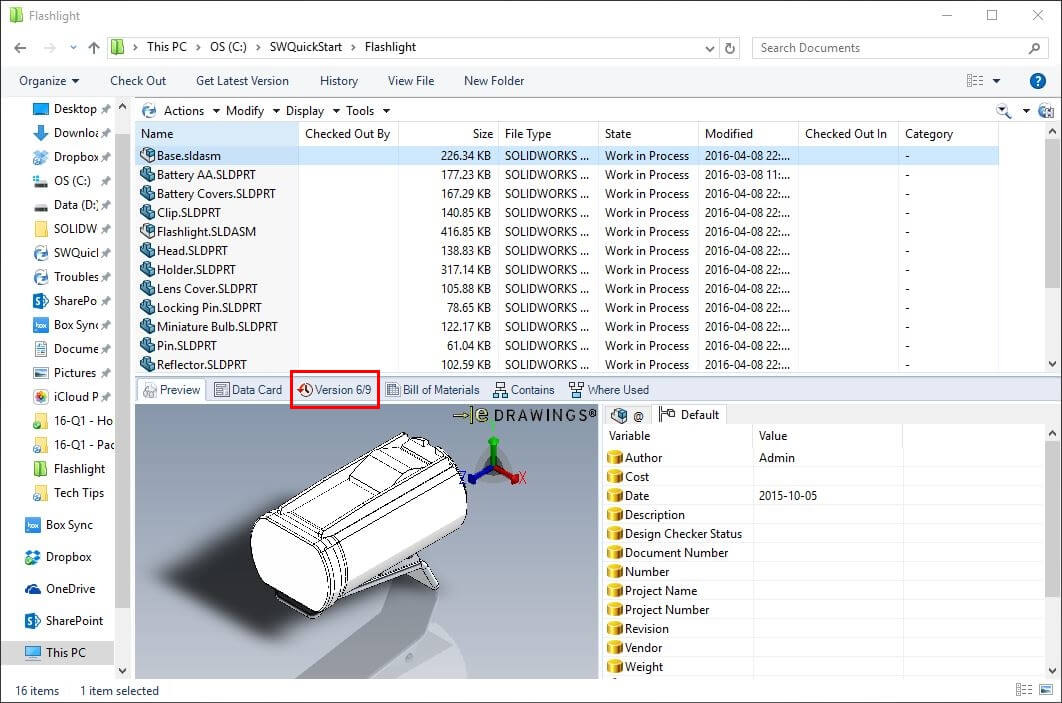 Flashlight
This PC > OS (C:) > SWQuickStart > Flashlight
Search Documents
Organize Check Out Get Latest Version History View File New Folder
Desktop
Downloa
Dropbox
OS (C:)
Data (D:)
SOLIDW
SWQuic
Troubles
SharePo
Box Sync
Docume
Pictures
iCloud P
16-Q1 - Ho
16-Q1 - Pac
Flashlight
Tech Tips
Box Sync
Dropbox
OneDrive
SharePoint
This PC
Actions Modify Display Tools
Name Checked Out By Size File Type State Modified Checked Out In Category
Base.sldasm 226.34 KB SOLIDWORKS ... Work in Process 2016-04-08 22:... -
Battery AA.SLDPRT 177.23 KB SOLIDWORKS ... Work in Process 2016-03-08 11:... -
Battery Covers.SLDPRT 167.29 KB SOLIDWORKS ... Work in Process 2016-04-08 22:... -
Clip.SLDPRT 140.85 KB SOLIDWORKS ... Work in Process 2016-04-08 22:... -
Flashlight.SLDASM 416.85 KB SOLIDWORKS ... Work in Process 2016-04-08 22:... -
Head.SLDPRT 138.83 KB SOLIDWORKS ... Work in Process 2016-04-08 22:... -
Holder.SLDPRT 317.14 KB SOLIDWORKS ... Work in Process 2016-04-08 22:... -
Lens Cover.SLDPRT 105.88 KB SOLIDWORKS ... Work in Process 2016-04-08 22:... -
Locking Pin.SLDPRT 78.65 KB SOLIDWORKS ... Work in Process 2016-04-08 22:... -
Miniature Bulb.SLDPRT 122.17 KB SOLIDWORKS ... Work in Process 2016-04-08 22:... -
Pin.SLDPRT 61.04 KB SOLIDWORKS ... Work in Process 2016-04-08 22:... -
Reflector.SLDPRT 102.59 KB SOLIDWORKS ... Work in Process 2016-04-08 22:... -
Preview Data Card Version 6/9 Bill of Materials Contains Where Used
e DRAWINGS®
Z X
@ Default
Variable Value
Author Admin
Cost
Date 2015-10-05
Description
Design Checker Status
Document Number
Number
Project Name
Project Number
Revision
Vendor
Weight
16 items 1 item selected